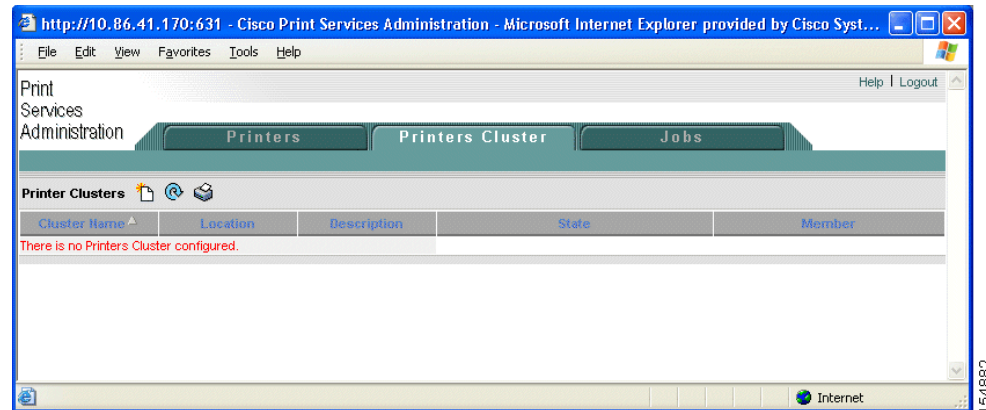 http://10.86.41.170:631 - Cisco Print Services Administration - Microsoft Internet Explorer provided by Cisco Syst...
File Edit View Favorites Tools Help
Help | Logout
Print
Services
Administration
Printers Printers Cluster Jobs
Printer Clusters
Cluster Name Location Description State Member
There is no Printers Cluster configured.
Internet
154882